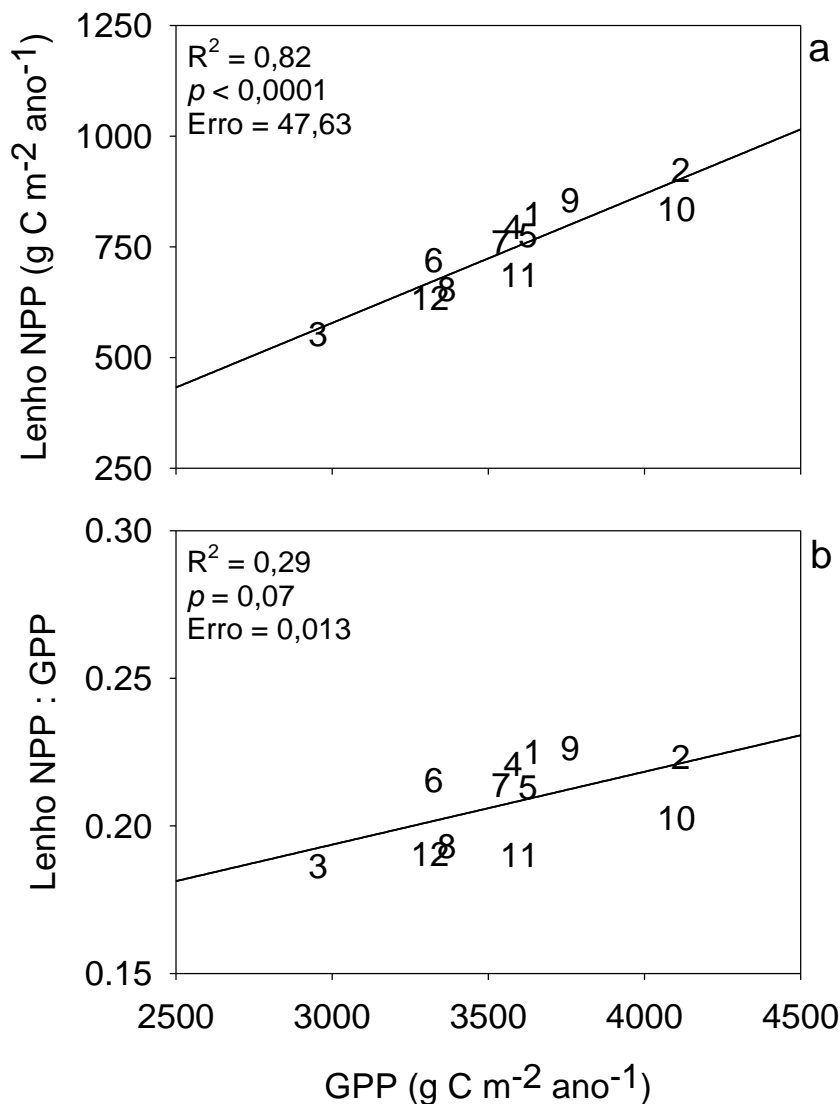 1250
a
R² = 0,82
p < 0,0001
Erro = 47,63
1000
750
500
250
Lenho NPP (g C m⁻² ano⁻¹)
2
9
1
10
4
5
7
6
11
8
12
3
0.30
b
R² = 0,29
p = 0,07
Erro = 0,013
0.25
0.20
0.15
Lenho NPP : GPP
9
1
2
4
6
7
5
10
8
12
11
3
2500 3000 3500 4000 4500
GPP (g C m⁻² ano⁻¹)